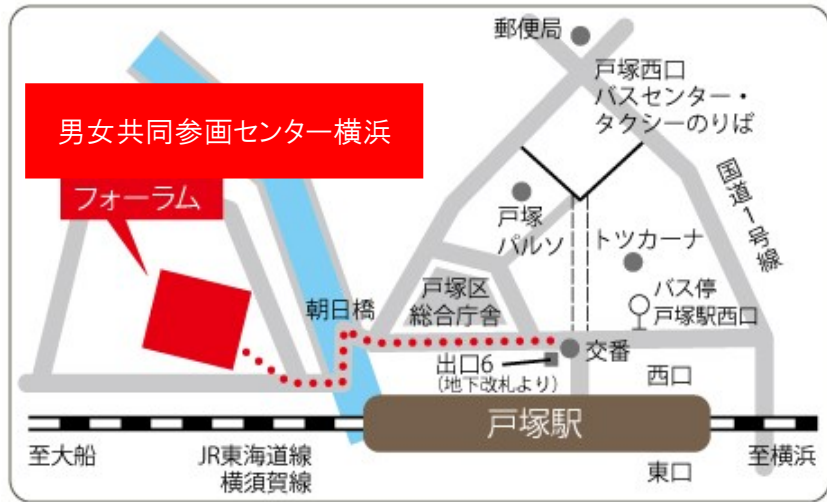 郵便局
戸塚西口
バスセンター・
タクシーのりば
男女共同参画センター横浜
フォーラム
国道1号線
戸塚
パルソ
トツカーナ
戸塚区
総合庁舎
バス停
戸塚駅西口
朝日橋
交番
出口6
(地下改札より)
西口
戸塚駅
至大船
JR東海道線
横須賀線
至横浜
東口